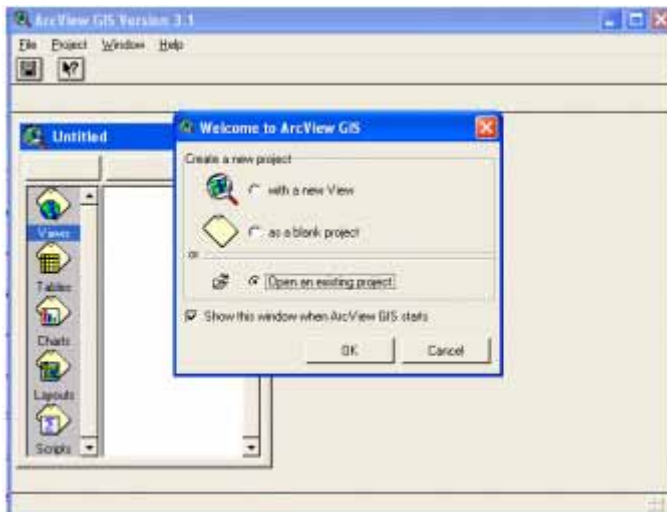 ArcView GIS Version 3.1
File Project Window Help
Untitled
Views
Tables
Charts
Layouts
Scripts
Welcome to ArcView GIS
Create a new project
with a new View
as a blank project
or
Open an existing project
Show this window when ArcView GIS starts
OK Cancel